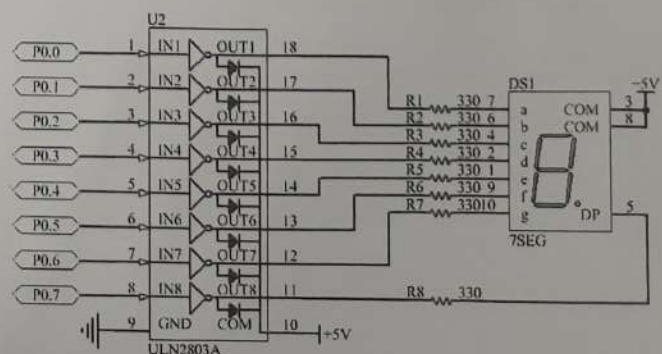 U2
P0.0 1 IN1 OUT1 18
P0.1 2 IN2 OUT2 17
P0.2 3 IN3 OUT3 16
P0.3 4 IN4 OUT4 15
P0.4 5 IN5 OUT5 14
P0.5 6 IN6 OUT6 13
P0.6 7 IN7 OUT7 12
P0.7 8 IN8 OUT8 11
9 GND COM 10 +5V
ULN2803A
DS1
R1 330 7 a COM 3 -5V
R2 330 6 b COM 8
R3 330 4 c
R4 330 2 d
R5 330 1 e
R6 330 9 f
R7 330 10 g DP 5
7SEG
R8 330